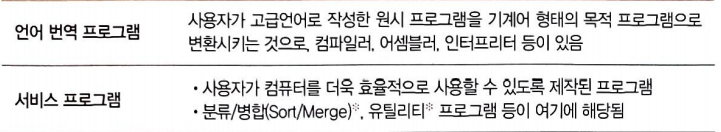 언어 번역 프로그램
사용자가 고급언어로 작성한 원시 프로그램을 기계어 형태의 목적 프로그램으로
변환시키는 것으로, 컴파일러, 어셈블러, 인터프리터 등이 있음
서비스 프로그램
• 사용자가 컴퓨터를 더욱 효율적으로 사용할 수 있도록 제작된 프로그램
• 분류/병합(Sort/Merge)※, 유틸리티※ 프로그램 등이 여기에 해당됨